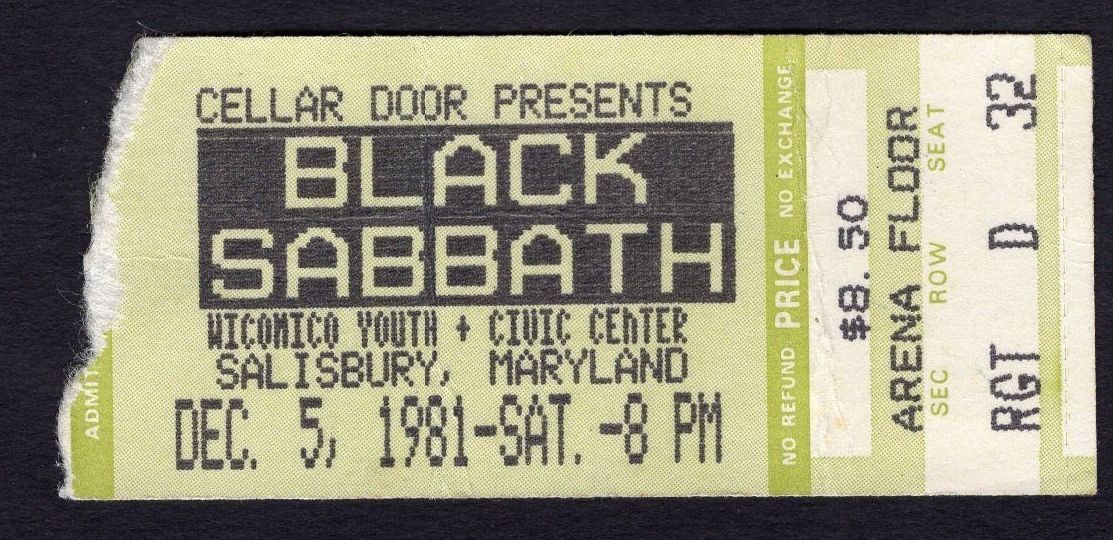 CELLAR DOOR PRESENTS
BLACK
SABBATH
WICOMICO YOUTH + CIVIC CENTER
SALISBURY, MARYLAND
DEC. 5, 1981-SAT. -8 PM
ADMIT
NO REFUND PRICE NO EXCHANGE
$8.50
ARENA FLOOR
SEC ROW SEAT
RGT D 32